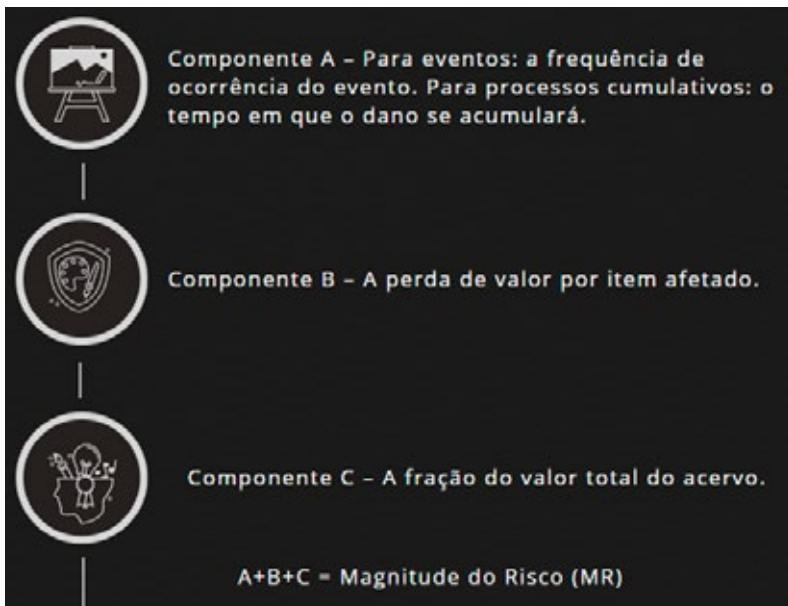 Componente A – Para eventos: a frequência de
ocorrência do evento. Para processos cumulativos: o
tempo em que o dano se acumulará.
Componente B – A perda de valor por item afetado.
Componente C – A fração do valor total do acervo.
A+B+C = Magnitude do Risco (MR)